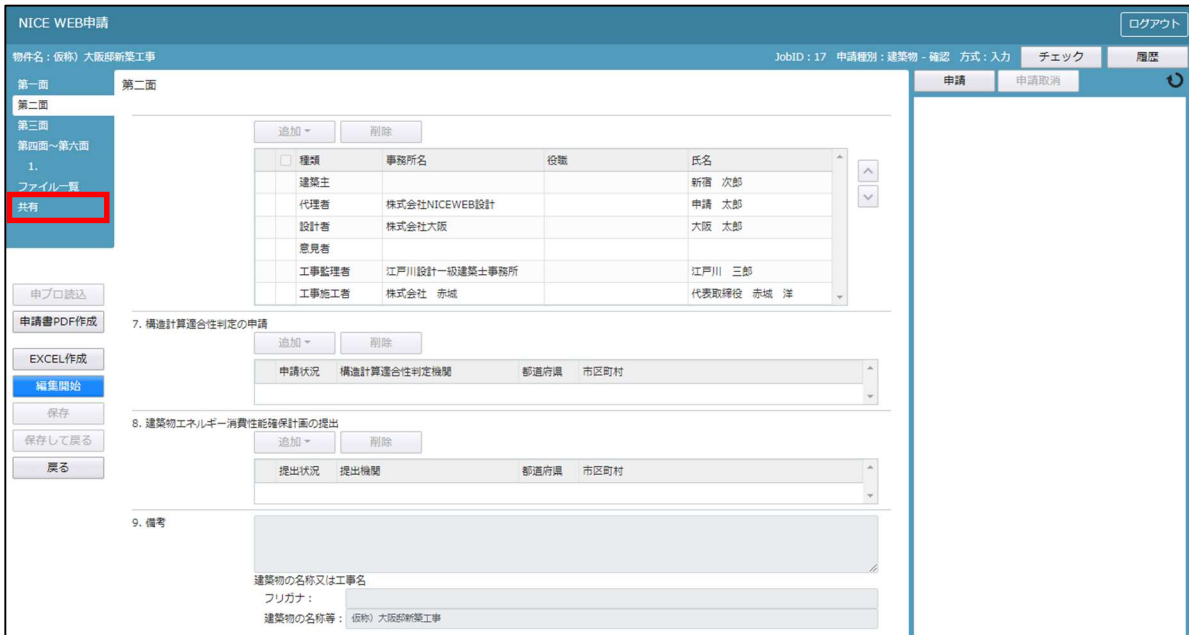 NICE WEB申請
ログアウト
物件名：仮称）大阪邸新築工事
JobID：17 申請種別：建築物 - 確認 方式：入力
チェック
履歴
第一面
第二面
第三面
第四面～第六面
1.
ファイル一覧
共有
申プロ読込
申請書PDF作成
EXCEL作成
編集開始
保存
保存して戻る
戻る
第二面
追加
削除
種類 事務所名 役職 氏名
建築主 新宿 次郎
代理者 株式会社NICEWEB設計 申請 太郎
設計者 株式会社大阪 大阪 太郎
意見者
工事監理者 江戸川設計一級建築士事務所 江戸川 三郎
工事施工者 株式会社 赤城 代表取締役 赤城 洋
7. 構造計算適合性判定の申請
追加
削除
申請状況 構造計算適合性判定機関 都道府県 市区町村
8. 建築物エネルギー消費性能確保計画の提出
追加
削除
提出状況 提出機関 都道府県 市区町村
9. 備考
建築物の名称又は工事名
フリガナ：
建築物の名称等： 仮称）大阪邸新築工事
申請
申請取消